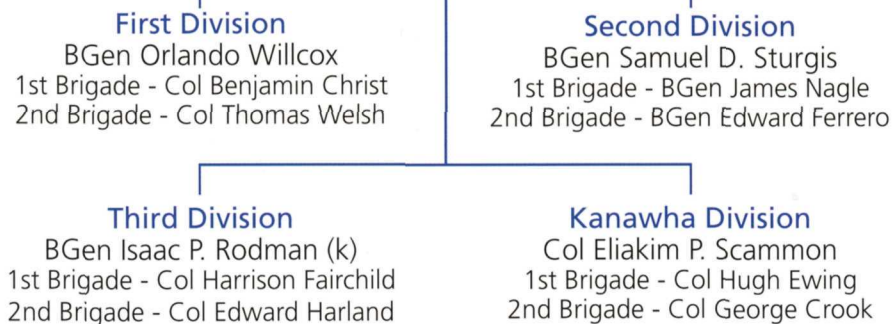 First Division
BGen Orlando Willcox
1st Brigade - Col Benjamin Christ
2nd Brigade - Col Thomas Welsh
Second Division
BGen Samuel D. Sturgis
1st Brigade - BGen James Nagle
2nd Brigade - BGen Edward Ferrero
Third Division
BGen Isaac P. Rodman (k)
1st Brigade - Col Harrison Fairchild
2nd Brigade - Col Edward Harland
Kanawha Division
Col Eliakim P. Scammon
1st Brigade - Col Hugh Ewing
2nd Brigade - Col George Crook